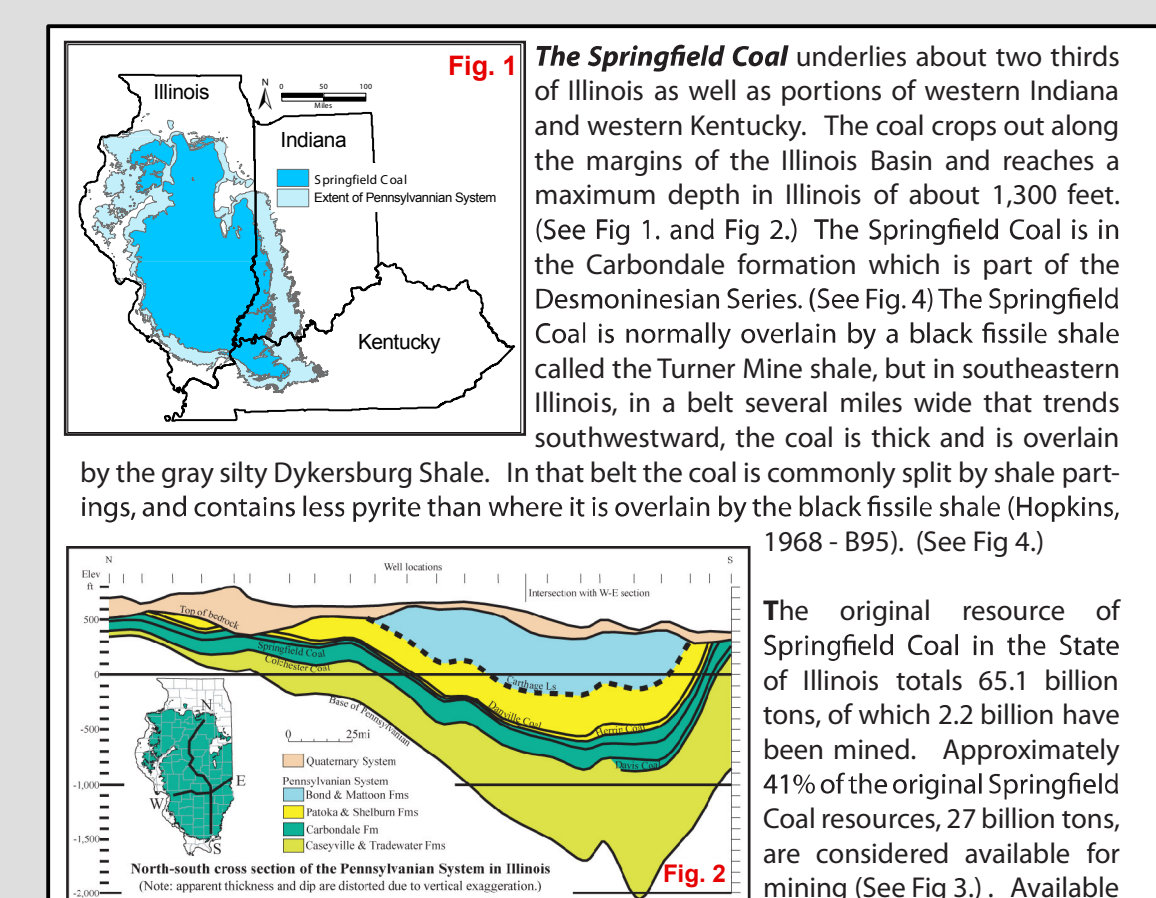 Fig. 1
Illinois
N
0 50 100
Miles
Indiana
Springfield Coal
Extent of Pennsylvannian System
Kentucky
The Springfield Coal underlies about two thirds
of Illinois as well as portions of western Indiana
and western Kentucky. The coal crops out along
the margins of the Illinois Basin and reaches a
maximum depth in Illinois of about 1,300 feet.
(See Fig 1. and Fig 2.) The Springfield Coal is in
the Carbondale formation which is part of the
Desmoninesian Series. (See Fig. 4) The Springfield
Coal is normally overlain by a black fissile shale
called the Turner Mine shale, but in southeastern
Illinois, in a belt several miles wide that trends
southwestward, the coal is thick and is overlain
by the gray silty Dykersburg Shale. In that belt the coal is commonly split by shale part-
ings, and contains less pyrite than where it is overlain by the black fissile shale (Hopkins,
1968 - B95). (See Fig 4.)
N
Well locations
S
Elev
ft
Intersection with W-E section
500
0
-500
-1,000
-1,500
-2,000
Top of bedrock
Springfield Coal
Colchester Coal
Carthage Ls
Base of Pennsylvanian
Danville Coal
Herrin Coal
Davis Coal
N
E
W
S
0 25mi
Quaternary System
Pennsylvanian System
Bond & Mattoon Fms
Patoka & Shelburn Fms
Carbondale Fm
Caseyville & Tradewater Fms
North-south cross section of the Pennsylvanian System in Illinois
(Note: apparent thickness and dip are distorted due to vertical exaggeration.)
Fig. 2
The original resource of
Springfield Coal in the State
of Illinois totals 65.1 billion
tons, of which 2.2 billion have
been mined. Approximately
41% of the original Springfield
Coal resources, 27 billion tons,
are considered available for
mining (See Fig 3.) . Available